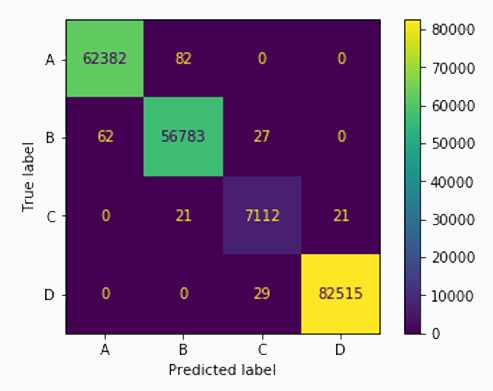 A 62382 82 0 0
B 62 56783 27 0
C 0 21 7112 21
D 0 0 29 82515
A B C D
Predicted label
True label
80000
70000
60000
50000
40000
30000
20000
10000
0